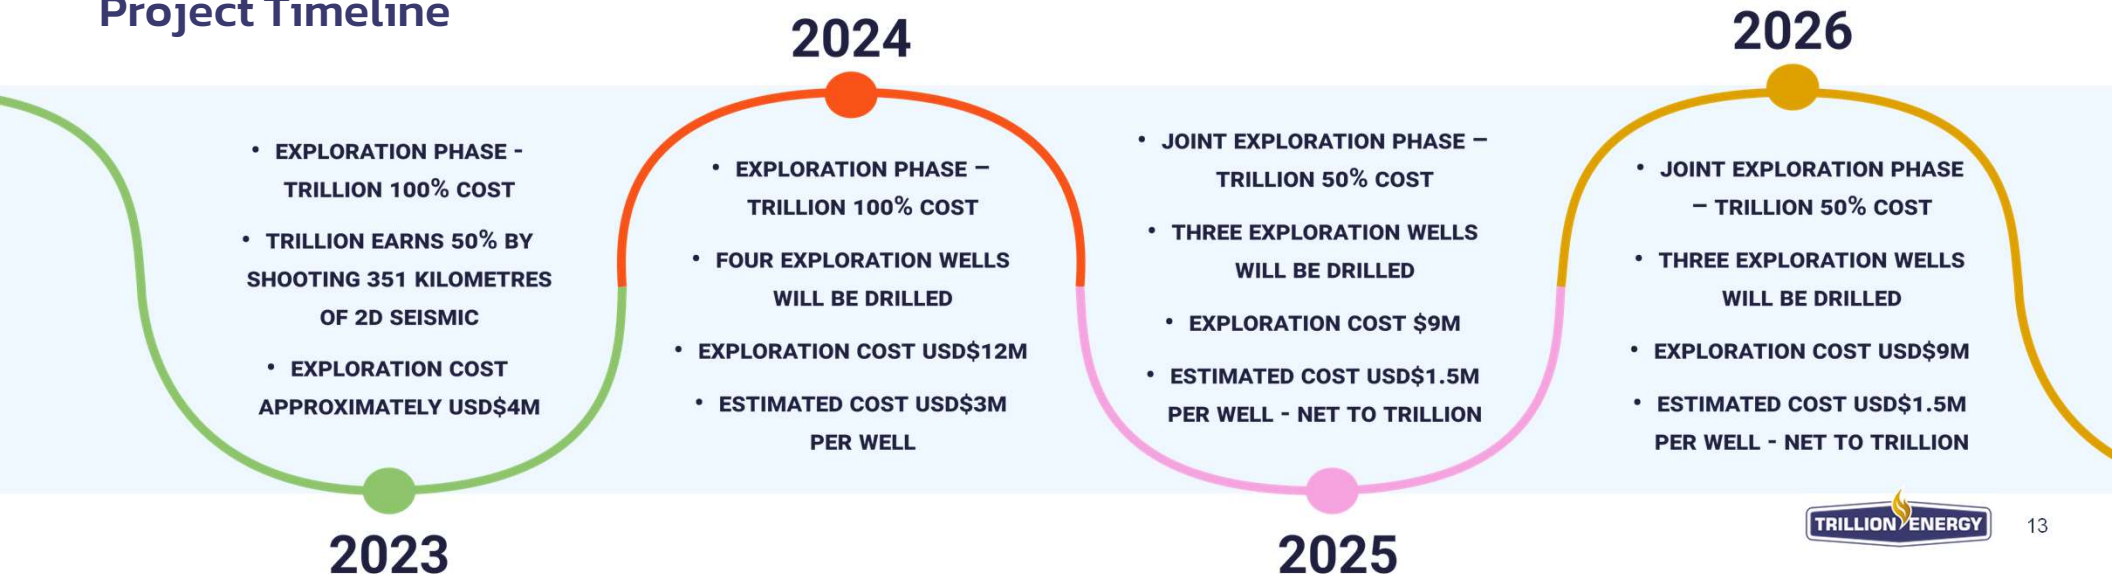 Project Timeline
2023
• EXPLORATION PHASE -
TRILLION 100% COST
• TRILLION EARNS 50% BY
SHOOTING 351 KILOMETRES
OF 2D SEISMIC
• EXPLORATION COST
APPROXIMATELY USD$4M
2024
• EXPLORATION PHASE –
TRILLION 100% COST
• FOUR EXPLORATION WELLS
WILL BE DRILLED
• EXPLORATION COST USD$12M
• ESTIMATED COST USD$3M
PER WELL
2025
• JOINT EXPLORATION PHASE –
TRILLION 50% COST
• THREE EXPLORATION WELLS
WILL BE DRILLED
• EXPLORATION COST $9M
• ESTIMATED COST USD$1.5M
PER WELL - NET TO TRILLION
2026
• JOINT EXPLORATION PHASE
– TRILLION 50% COST
• THREE EXPLORATION WELLS
WILL BE DRILLED
• EXPLORATION COST USD$9M
• ESTIMATED COST USD$1.5M
PER WELL - NET TO TRILLION
TRILLION ENERGY
13